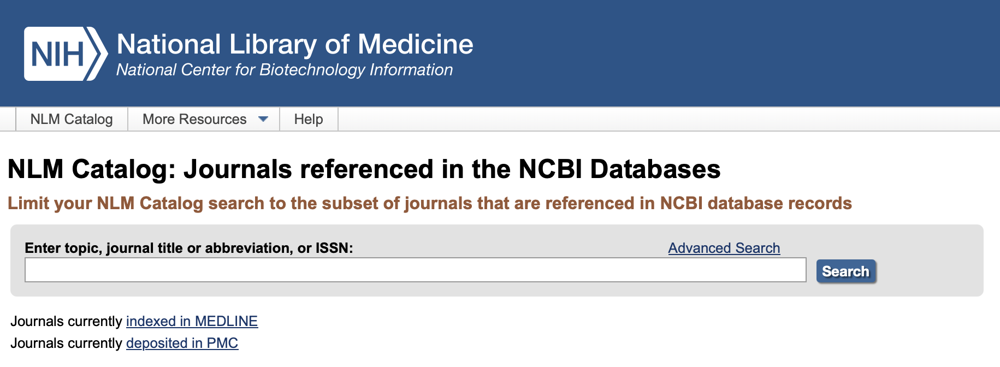 NIH National Library of Medicine
National Center for Biotechnology Information
NLM Catalog More Resources Help
NLM Catalog: Journals referenced in the NCBI Databases
Limit your NLM Catalog search to the subset of journals that are referenced in NCBI database records
Enter topic, journal title or abbreviation, or ISSN: Advanced Search
Search
Journals currently indexed in MEDLINE
Journals currently deposited in PMC